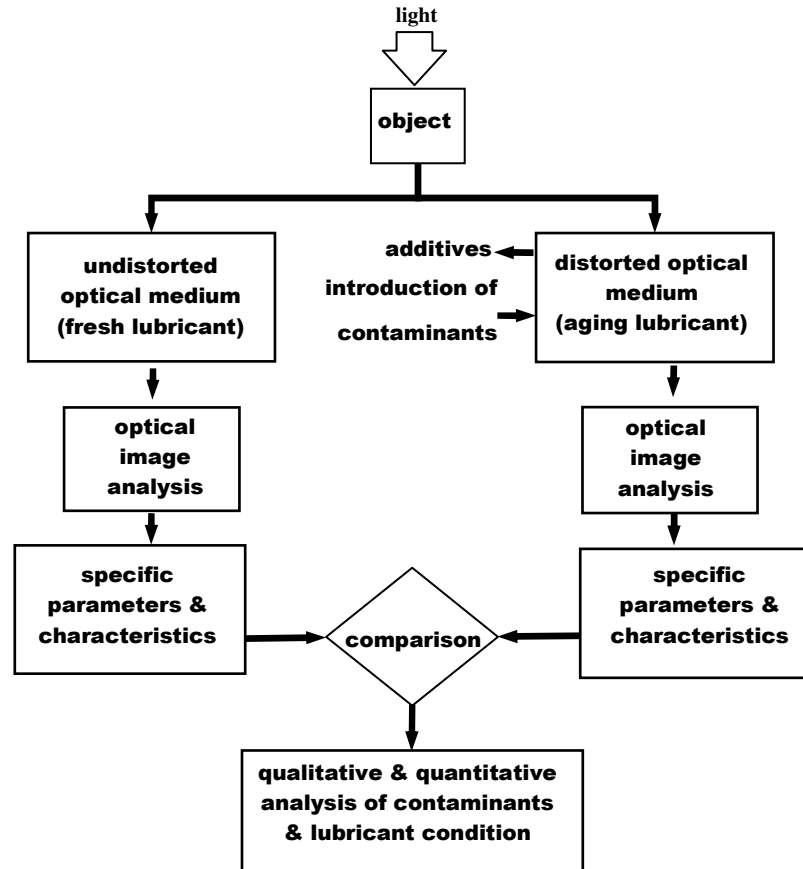 light
object
undistorted
optical medium
(fresh lubricant)
additives
introduction of
contaminants
distorted optical
medium
(aging lubricant)
optical
image
analysis
optical
image
analysis
specific
parameters &
characteristics
comparison
specific
parameters &
characteristics
qualitative & quantitative
analysis of contaminants
& lubricant condition